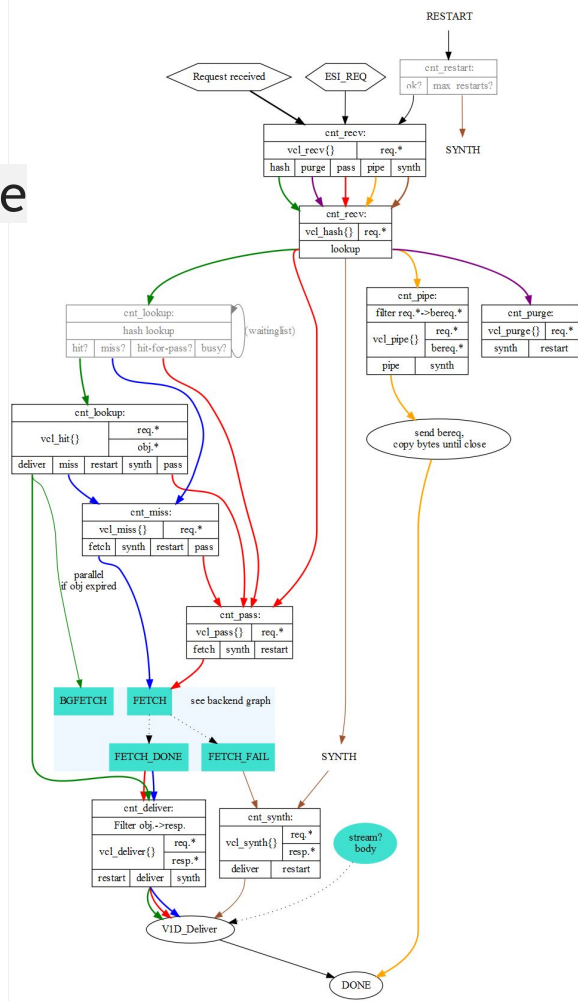 RESTART
cnt_restart:
ok? max_restarts?
Request received
ESI_REQ
SYNTH
cnt_recv:
vcl_recv{} req.*
hash purge pass pipe synth
e
cnt_recv:
vcl_hash{} req.*
lookup
cnt_lookup:
hash lookup
hit? miss? hit-for-pass? busy?
(waitinglist)
cnt_pipe:
filter req.*->bereq.*
vcl_pipe{} req.*
bereq.*
pipe synth
cnt_purge:
vcl_purge{} req.*
synth restart
cnt_lookup:
vcl_hit{} req.*
obj.*
deliver miss restart synth pass
send bereq,
copy bytes until close
cnt_miss:
vcl_miss{} req.*
fetch synth restart pass
parallel
if obj expired
cnt_pass:
vcl_pass{} req.*
fetch synth restart
BGFETCH
FETCH
see backend graph
FETCH_DONE
FETCH_FAIL
SYNTH
cnt_deliver:
Filter obj.->resp.
vcl_deliver{} req.*
resp.*
restart deliver synth
cnt_synth:
vcl_synth{} req.*
resp.*
deliver restart
stream?
body
V1D_Deliver
DONE